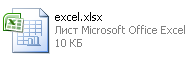 excel.xlsx
Лист Microsoft Office Excel
10 КБ